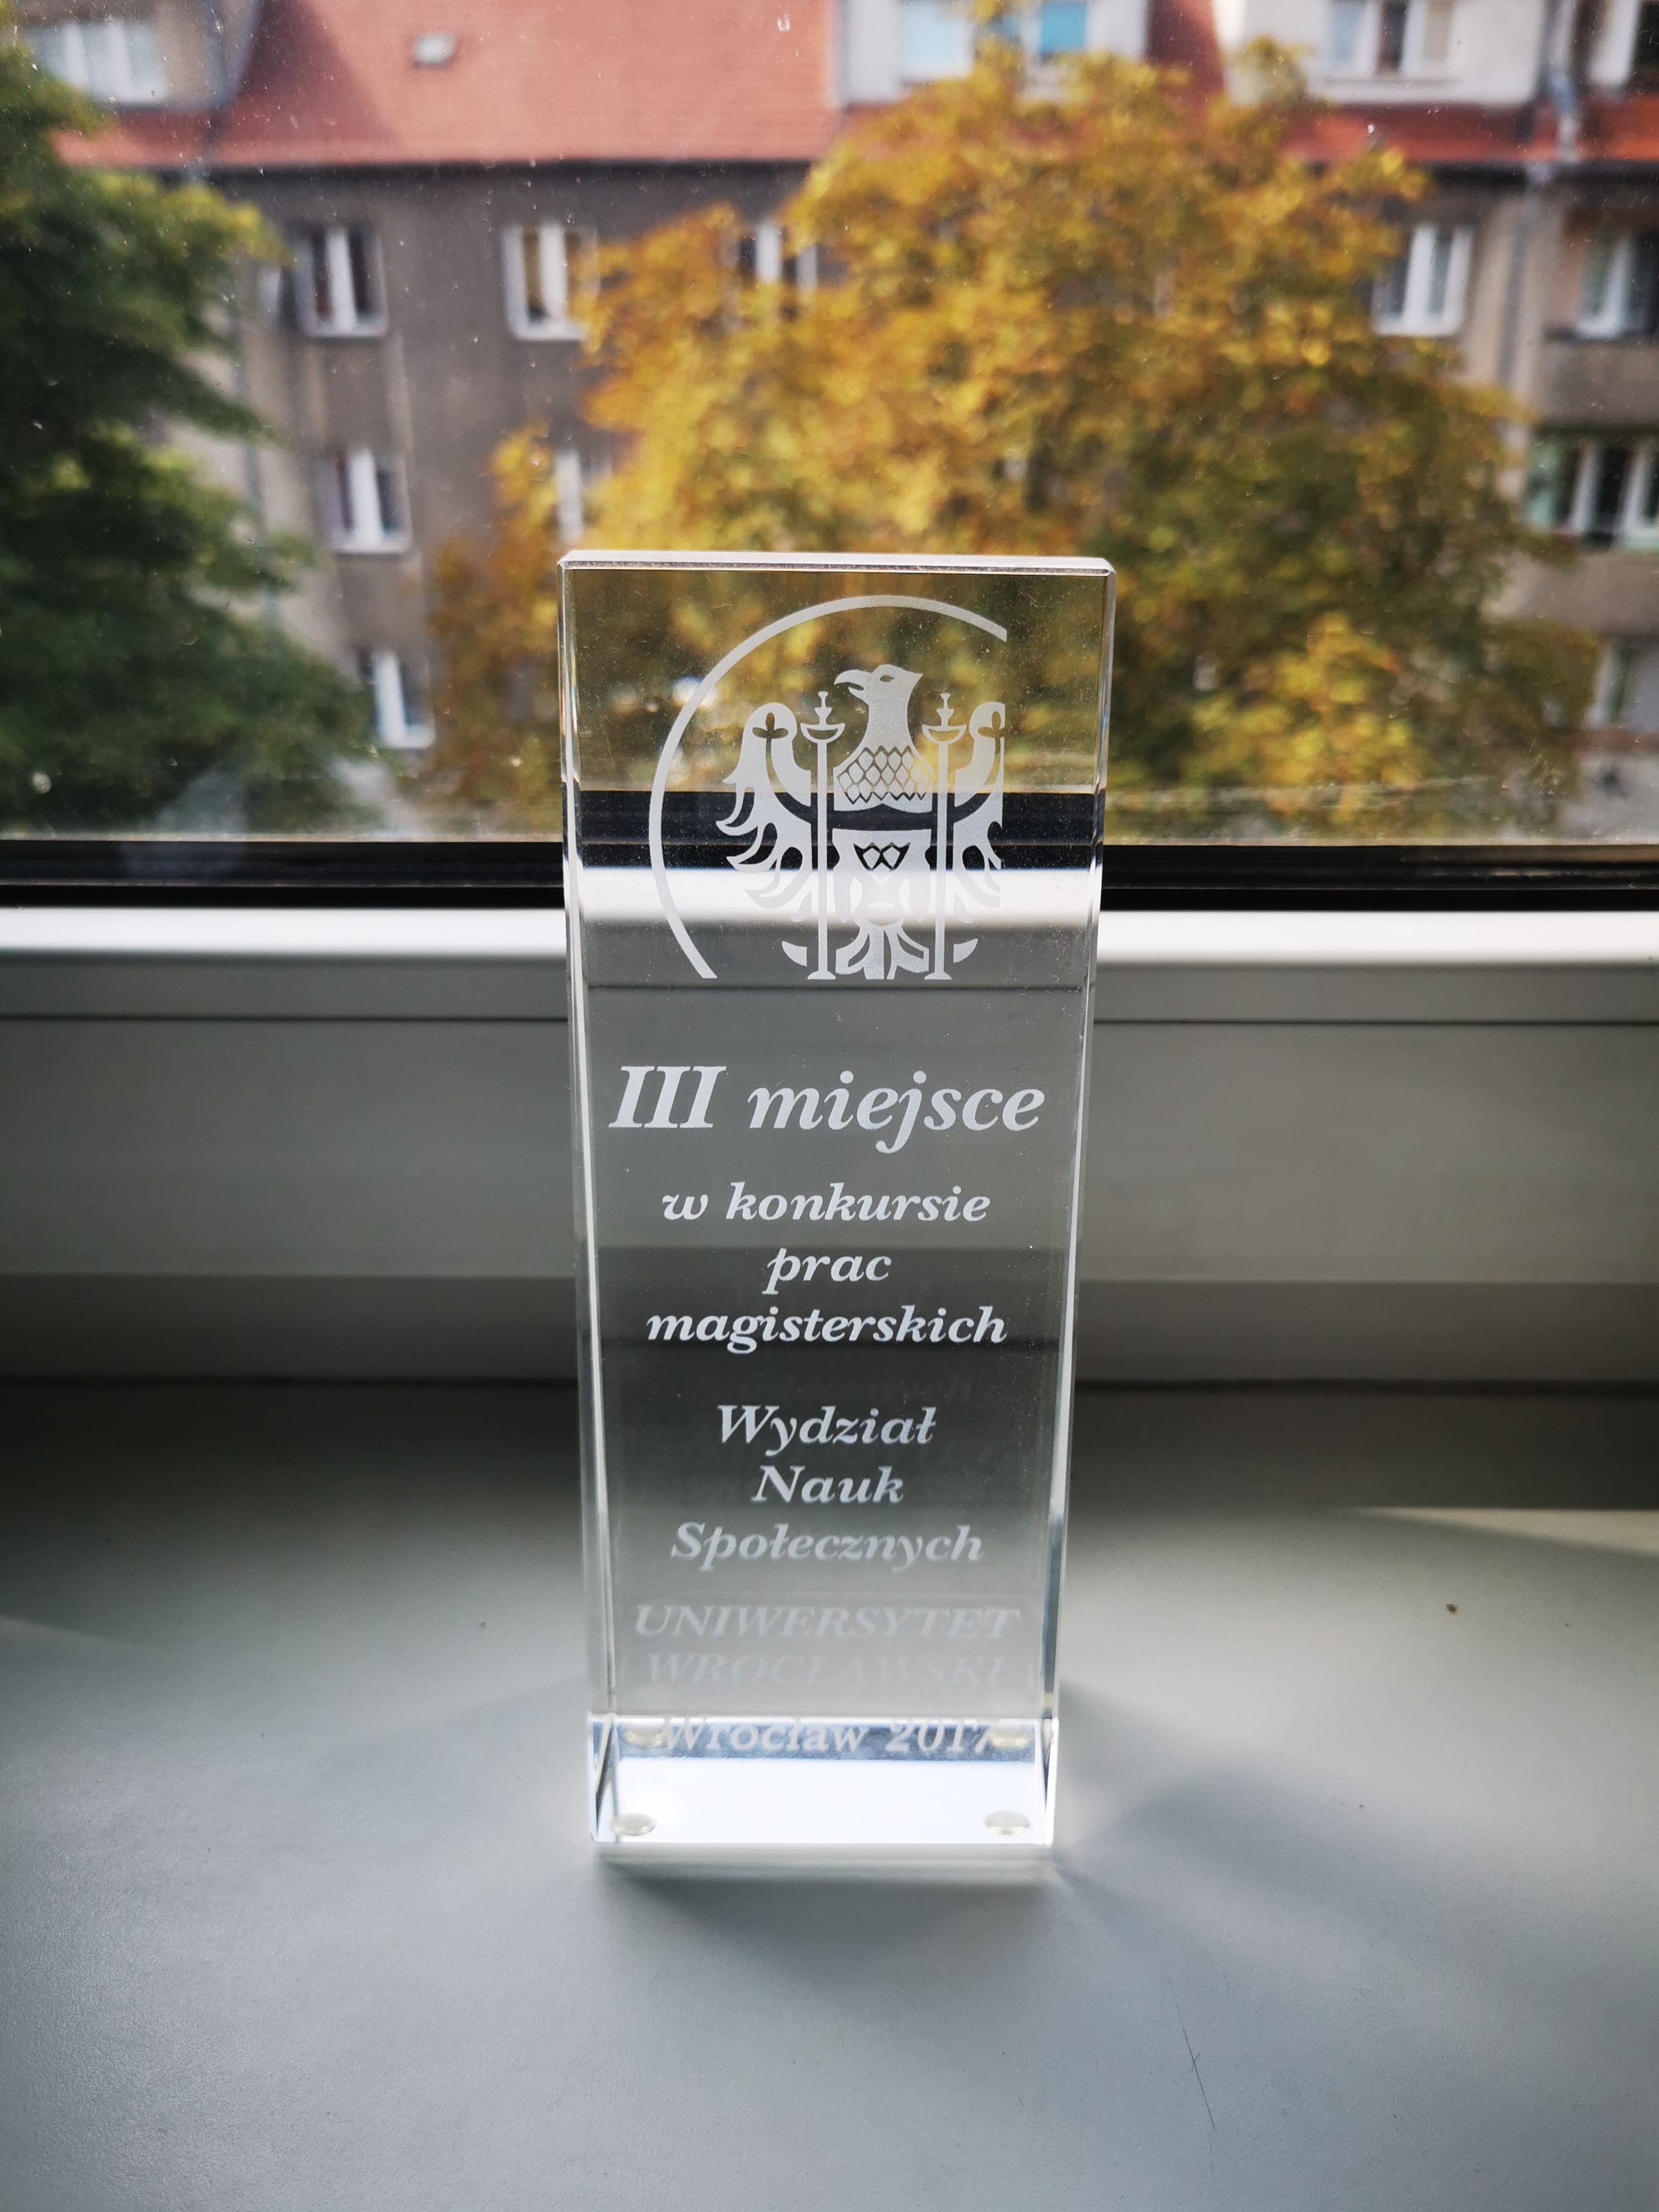 III miejsce
w konkursie
prac
magisterskich
Wydział
Nauk
Społecznych
UNIWERSYTET
WROCŁAWSKI
Wrocław 2017